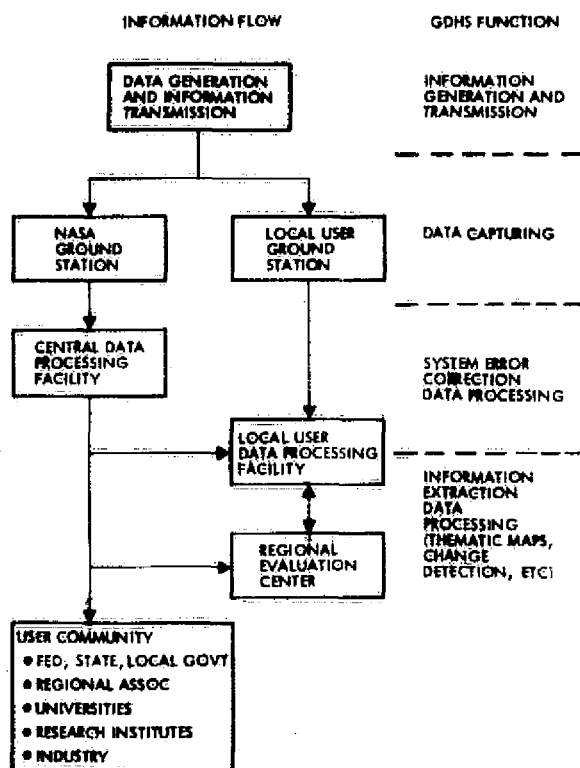 INFORMATION FLOW
GDHS FUNCTION
DATA GENERATION
AND INFORMATION
TRANSMISSION
INFORMATION
GENERATION AND
TRANSMISSION
NASA
GROUND
STATION
LOCAL USER
GROUND
STATION
DATA CAPTURING
CENTRAL DATA
PROCESSING
FACILITY
SYSTEM ERROR
CORRECTION
DATA PROCESSING
LOCAL USER
DATA PROCESSING
FACILITY
INFORMATION
EXTRACTION
DATA
PROCESSING
(THEMATIC MAPS,
CHANGE
DETECTION, ETC)
REGIONAL
EVALUATION
CENTER
USER COMMUNITY
• FED, STATE, LOCAL GOVT
• REGIONAL ASSOC
• UNIVERSITIES
• RESEARCH INSTITUTES
• INDUSTRY